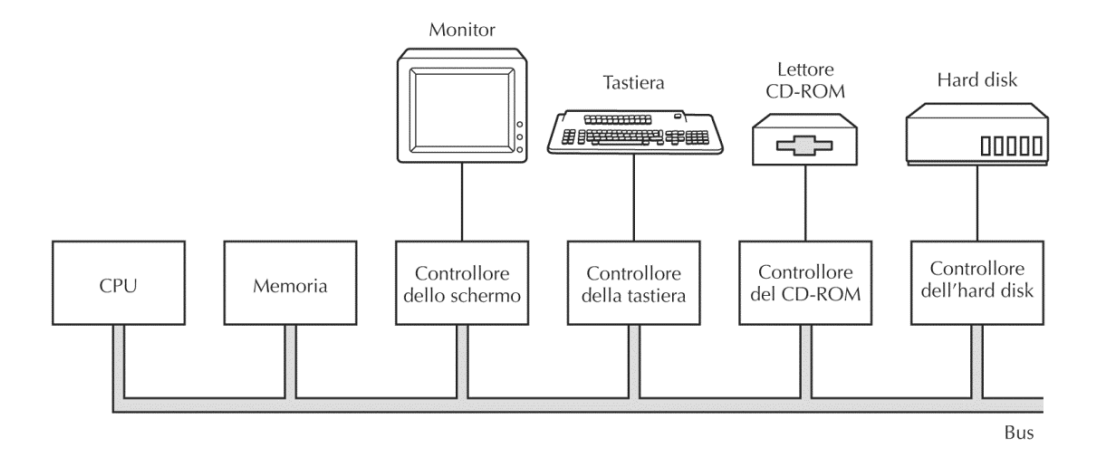 Monitor
Tastiera
Lettore
CD-ROM
Hard disk
CPU
Memoria
Controllore
dello schermo
Controllore
della tastiera
Controllore
del CD-ROM
Controllore
dell'hard disk
Bus